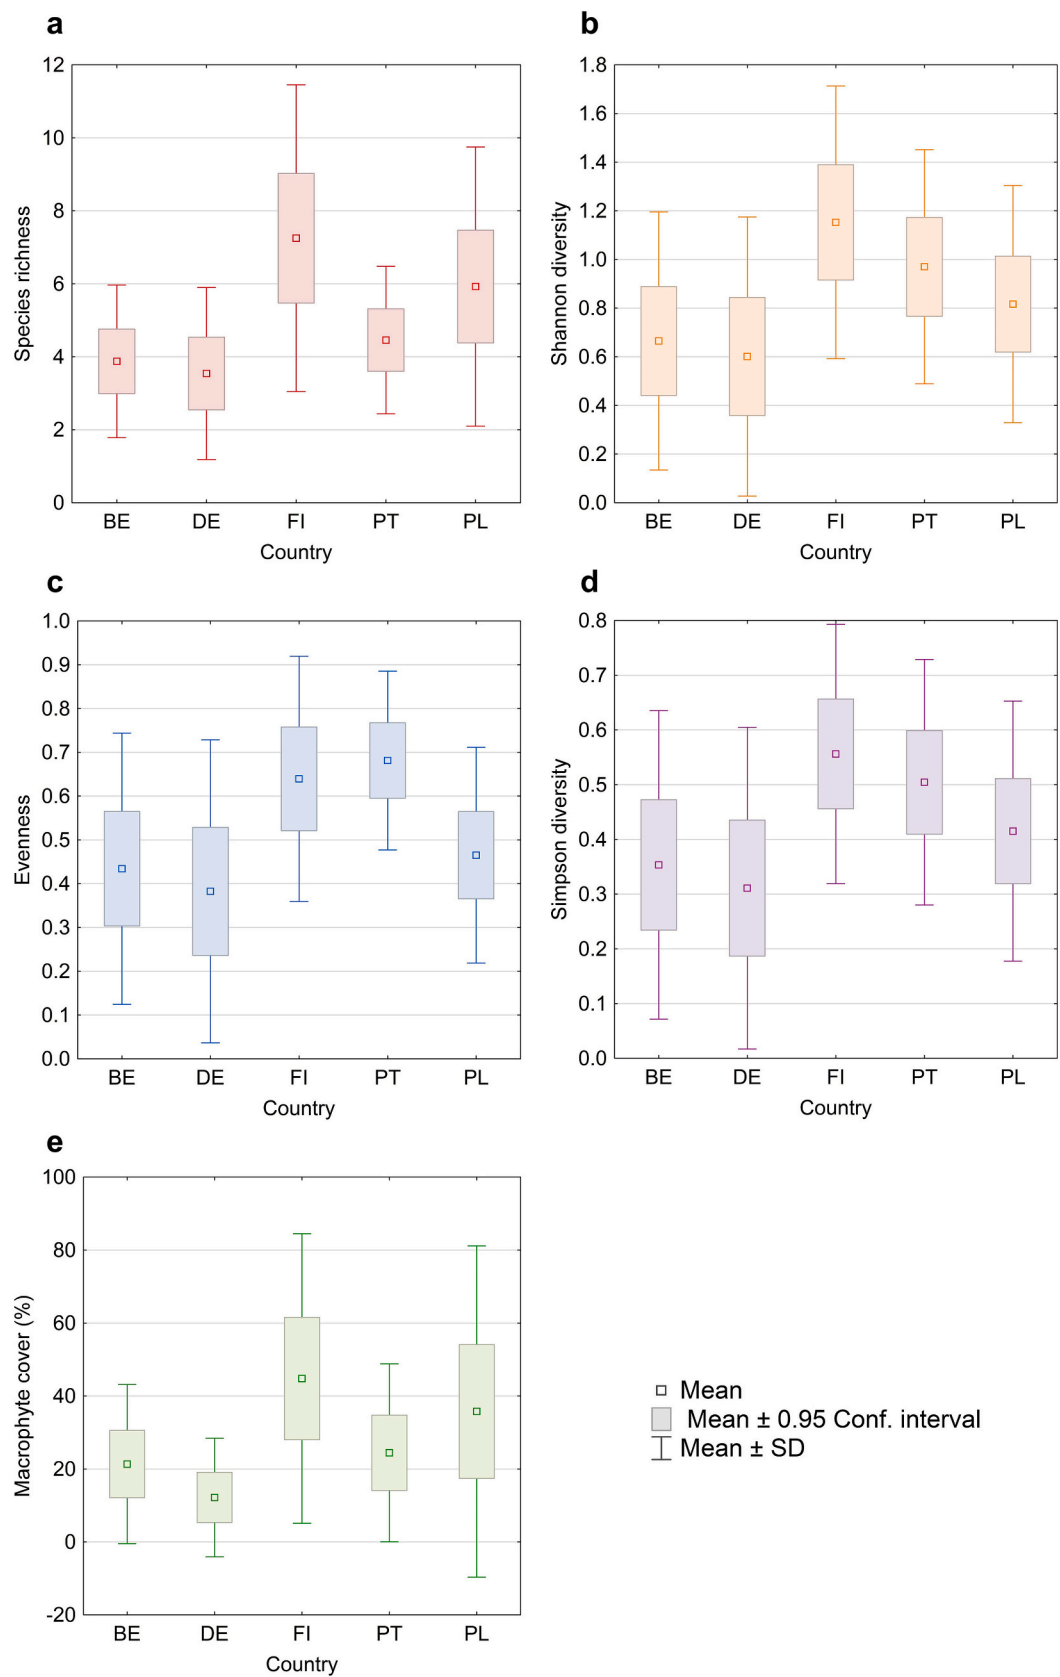 a
12
10
8
6
4
2
0
Species richness
BE DE FI PT PL
Country
b
1.8
1.6
1.4
1.2
1.0
0.8
0.6
0.4
0.2
0.0
Shannon diversity
BE DE FI PT PL
Country
c
1.0
0.9
0.8
0.7
0.6
0.5
0.4
0.3
0.2
0.1
0.0
Evenness
BE DE FI PT PL
Country
d
0.8
0.7
0.6
0.5
0.4
0.3
0.2
0.1
0.0
Simpson diversity
BE DE FI PT PL
Country
e
100
80
60
40
20
0
-20
Macrophyte cover (%)
BE DE FI PT PL
Country
Mean
Mean ± 0.95 Conf. interval
Mean ± SD